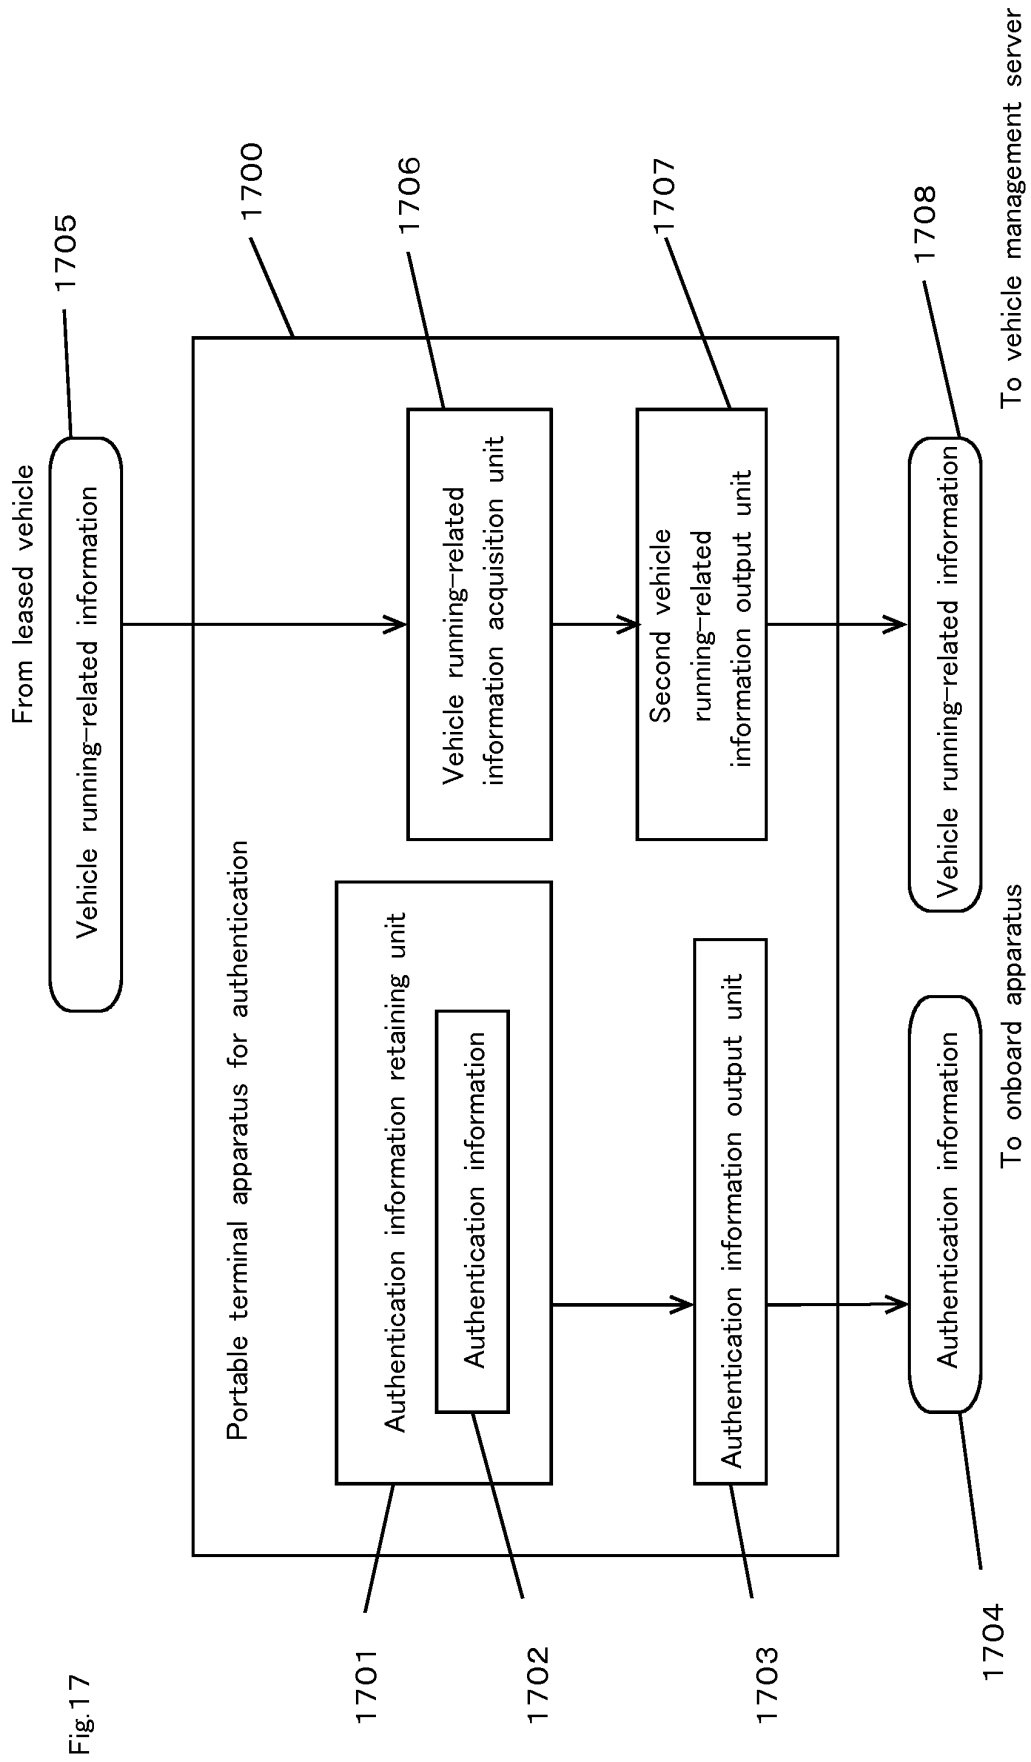 Fig.17
From leased vehicle
Vehicle running-related information
1705
Portable terminal apparatus for authentication
1700
1701
Authentication information retaining unit
1702
Authentication information
Vehicle running-related
information acquisition unit
1706
1703
Authentication information output unit
Second vehicle
running-related
information output unit
1707
1704
Authentication information
To onboard apparatus
Vehicle running-related information
1708
To vehicle management server